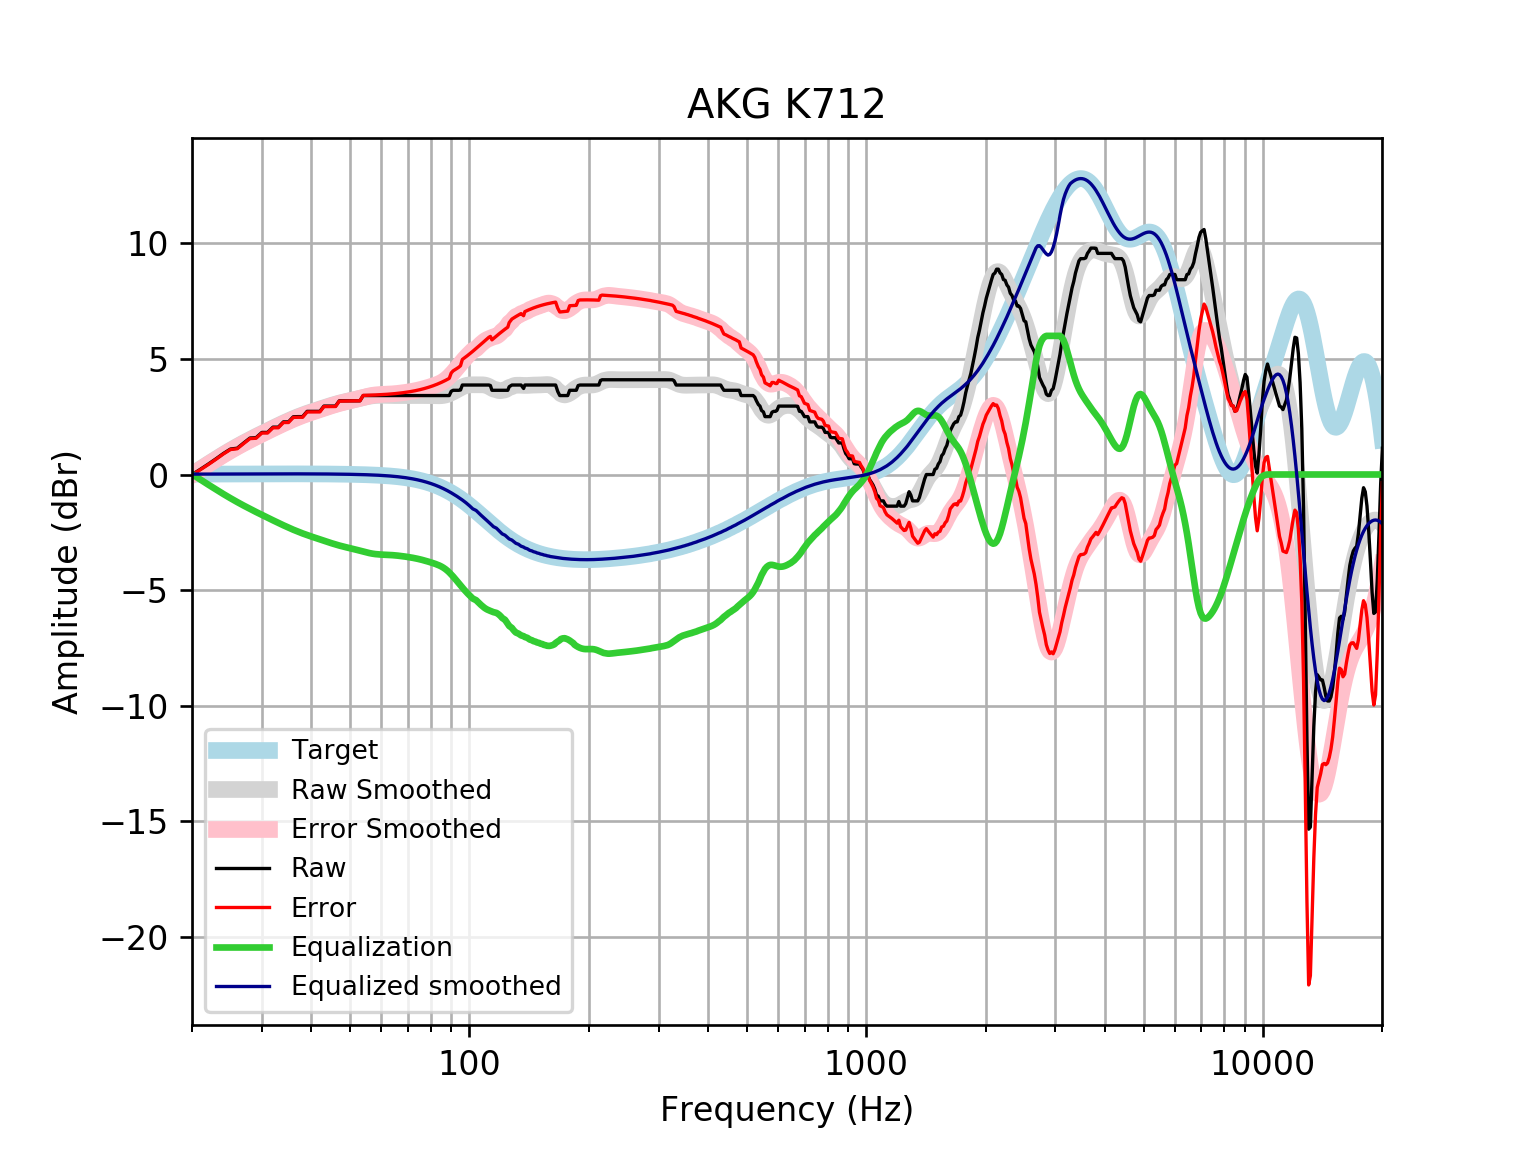 AKG K712
10
5
0
−5
−10
−15
−20
Amplitude (dBr)
Target
Raw Smoothed
Error Smoothed
Raw
Error
Equalization
Equalized smoothed
100 1000 10000
Frequency (Hz)